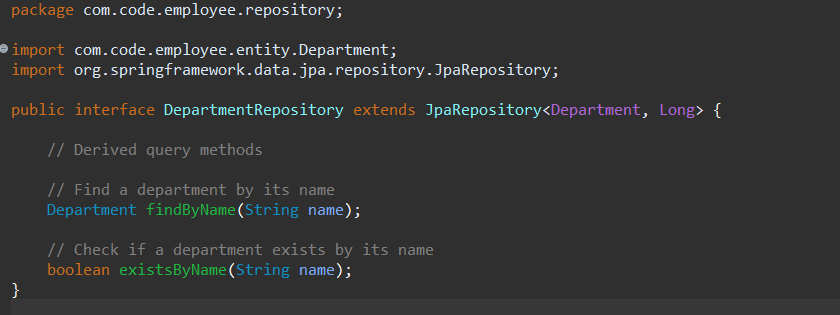 package com.code.employee.repository;
import com.code.employee.entity.Department;
import org.springframework.data.jpa.repository.JpaRepository;
public interface DepartmentRepository extends JpaRepository<Department, Long> {
// Derived query methods
// Find a department by its name
Department findByName(String name);
// Check if a department exists by its name
boolean existsByName(String name);
}